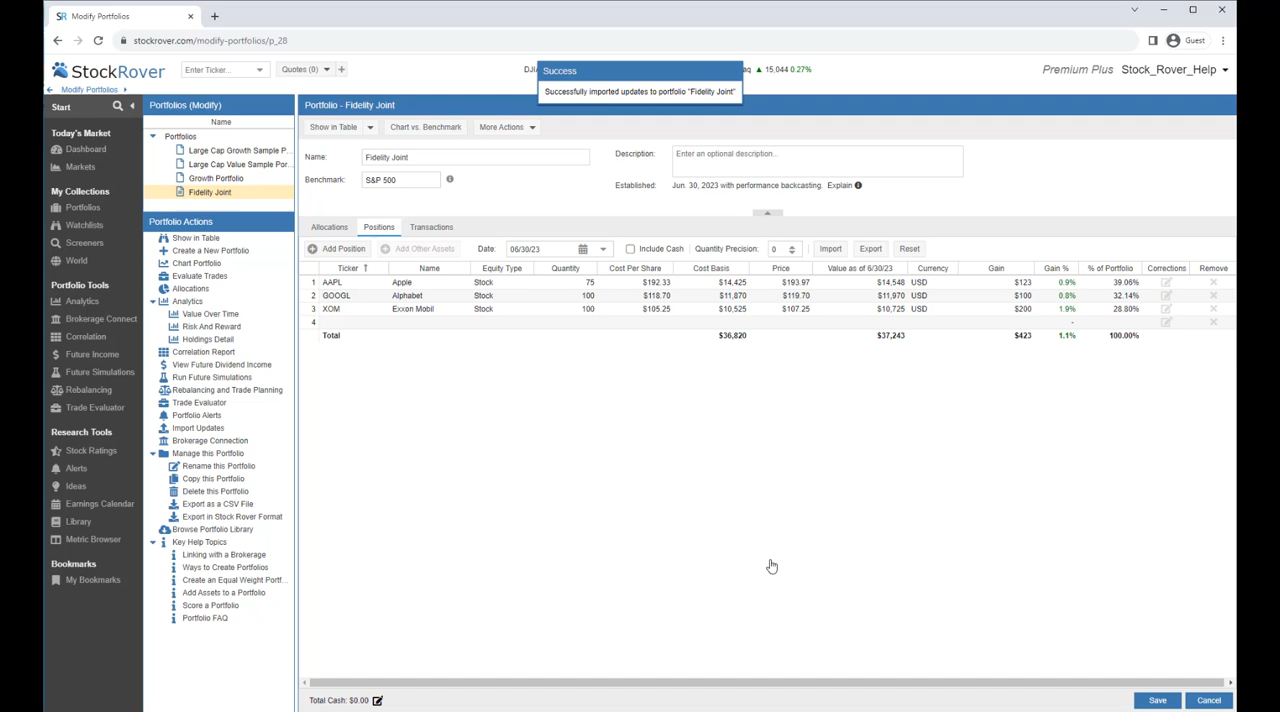 Modify Portfolios
stockrover.com/modify-portfolios/p_28
Guest
StockRover
Enter Ticker...
Quotes (0)
DJI
Success
Successfully imported updates to portfolio "Fidelity Joint"
15,044 0.27%
Premium Plus
Stock_Rover_Help
Modify Portfolios
Start
Today's Market
Dashboard
Markets
My Collections
Portfolios
Watchlists
Screeners
World
Portfolio Tools
Analytics
Brokerage Connect
Correlation
Future Income
Future Simulations
Rebalancing
Trade Evaluator
Research Tools
Stock Ratings
Alerts
Ideas
Earnings Calendar
Library
Metric Browser
Bookmarks
My Bookmarks
Portfolios (Modify)
Name
Portfolios
Large Cap Growth Sample P...
Large Cap Value Sample Por...
Growth Portfolio
Fidelity Joint
Portfolio Actions
Show in Table
Create a New Portfolio
Chart Portfolio
Evaluate Trades
Allocations
Analytics
Value Over Time
Risk And Reward
Holdings Detail
Correlation Report
View Future Dividend Income
Run Future Simulations
Rebalancing and Trade Planning
Trade Evaluator
Portfolio Alerts
Import Updates
Brokerage Connection
Manage this Portfolio
Rename this Portfolio
Copy this Portfolio
Delete this Portfolio
Export as a CSV File
Export in Stock Rover Format
Browse Portfolio Library
Key Help Topics
Linking with a Brokerage
Ways to Create Portfolios
Create an Equal Weight Portf...
Add Assets to a Portfolio
Score a Portfolio
Portfolio FAQ
Portfolio - Fidelity Joint
Show in Table
Chart vs. Benchmark
More Actions
Name: Fidelity Joint
Description: Enter an optional description...
Benchmark: S&P 500
Established: Jun. 30, 2023 with performance backcasting. Explain
Allocations
Positions
Transactions
Add Position
Add Other Assets
Date: 06/30/23
Include Cash
Quantity Precision: 0
Import
Export
Reset
Ticker Name Equity Type Quantity Cost Per Share Cost Basis Price Value as of 6/30/23 Currency Gain Gain % % of Portfolio Corrections Remove
1 AAPL Apple Stock 75 $192.33 $14,425 $193.97 $14,548 USD $123 0.9% 39.06%
2 GOOGL Alphabet Stock 100 $118.70 $11,870 $119.70 $11,970 USD $100 0.8% 32.14%
3 XOM Exxon Mobil Stock 100 $105.25 $10,525 $107.25 $10,725 USD $200 1.9% 28.80%
4 -
Total $36,820 $37,243 $423 1.1% 100.00%
Total Cash: $0.00
Save
Cancel